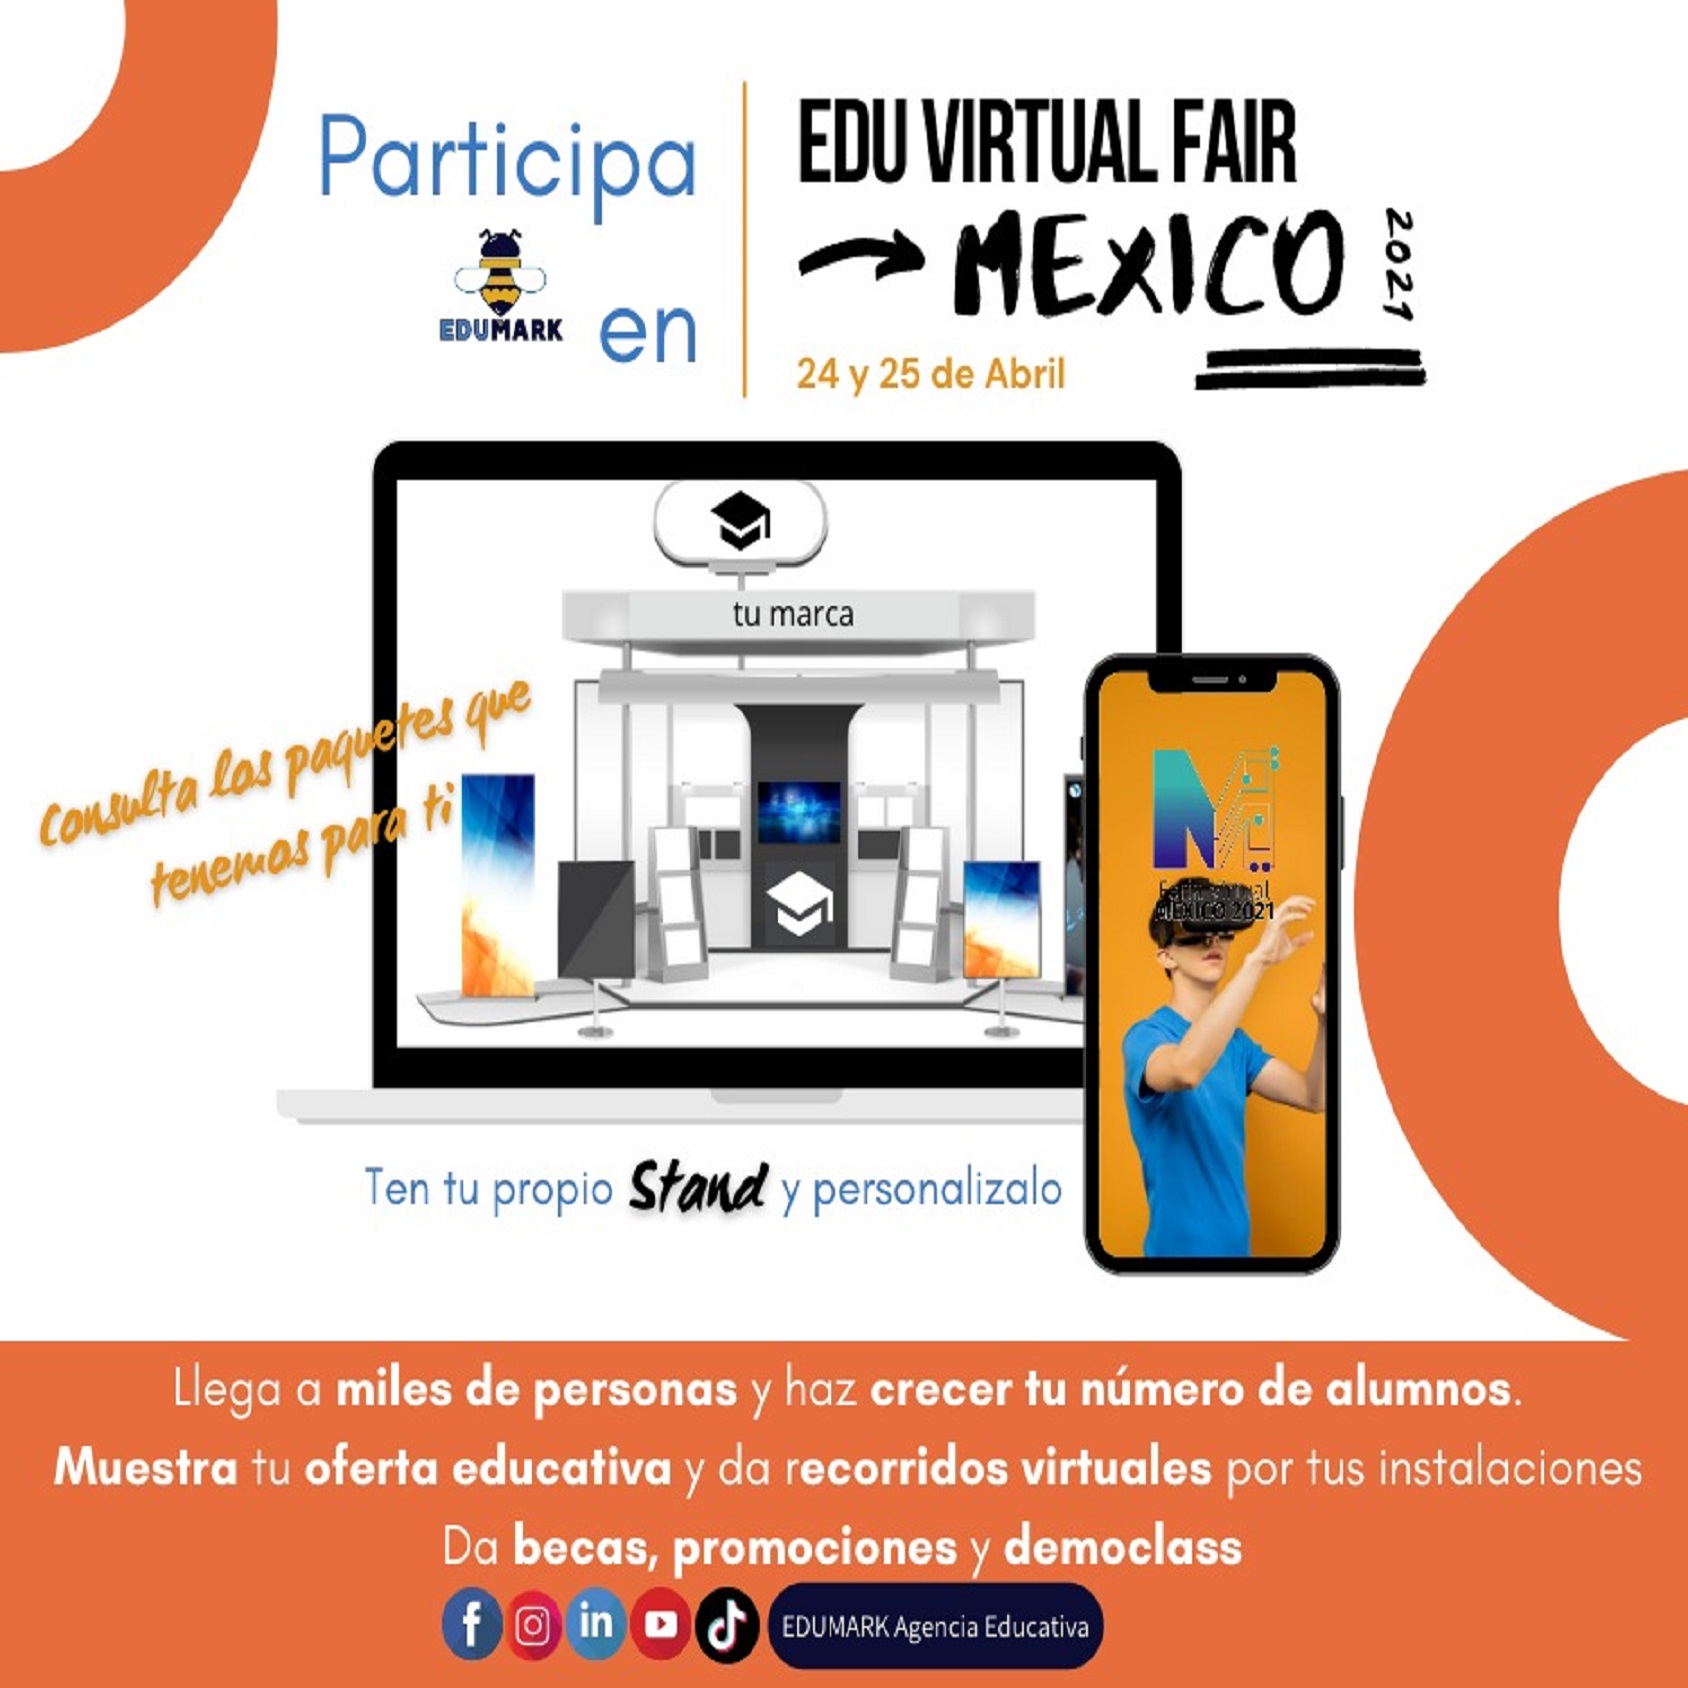 Participa
EDUMARK
en
EDU VIRTUAL FAIR
MEXICO 2021
24 y 25 de Abril
tu marca
Consulta los paquetes que
tenemos para ti
MEXICO 2021
Ten tu propio Stand y personalizalo
Llega a miles de personas y haz crecer tu número de alumnos.
Muestra tu oferta educativa y da recorridos virtuales por tus instalaciones
Da becas, promociones y democlass
EDUMARK Agencia Educativa